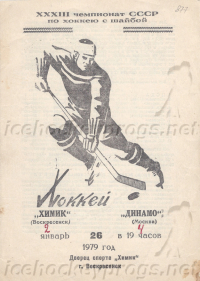 XXXIII чемпионат СССР
по хоккею с шайбой
Хоккей
„ХИМИК“ „ДИНАМО“
(Воскресенск) (Москва)
2 4
январь 26 в 19 часов
1979 год
Дворец спорта „Химик“
г. Воскресенск